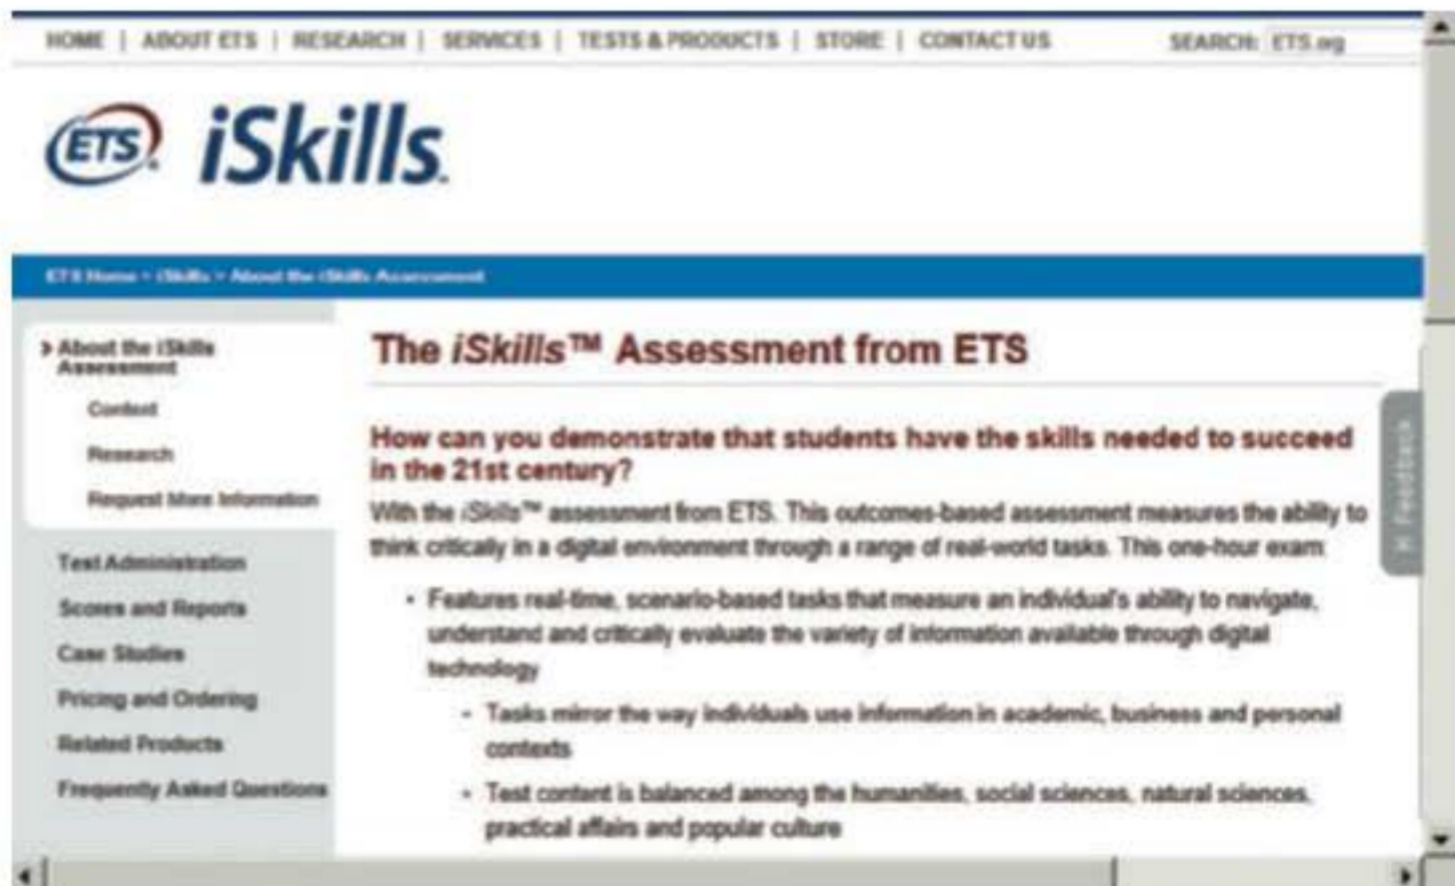 HOME | ABOUT ETS | RESEARCH | SERVICES | TESTS & PRODUCTS | STORE | CONTACT US
SEARCH: ETS.org
ETS® iSkills™
ETS Home > iSkills > About the iSkills Assessment
About the iSkills
Assessment
Content
Research
Request More Information
Test Administration
Scores and Reports
Case Studies
Pricing and Ordering
Related Products
Frequently Asked Questions
The iSkills™ Assessment from ETS
How can you demonstrate that students have the skills needed to succeed
in the 21st century?
With the iSkills™ assessment from ETS. This outcomes-based assessment measures the ability to
think critically in a digital environment through a range of real-world tasks. This one-hour exam:
• Features real-time, scenario-based tasks that measure an individual's ability to navigate,
understand and critically evaluate the variety of information available through digital
technology
- Tasks mirror the way individuals use information in academic, business and personal
contexts
- Test content is balanced among the humanities, social sciences, natural sciences,
practical affairs and popular culture
Feedback